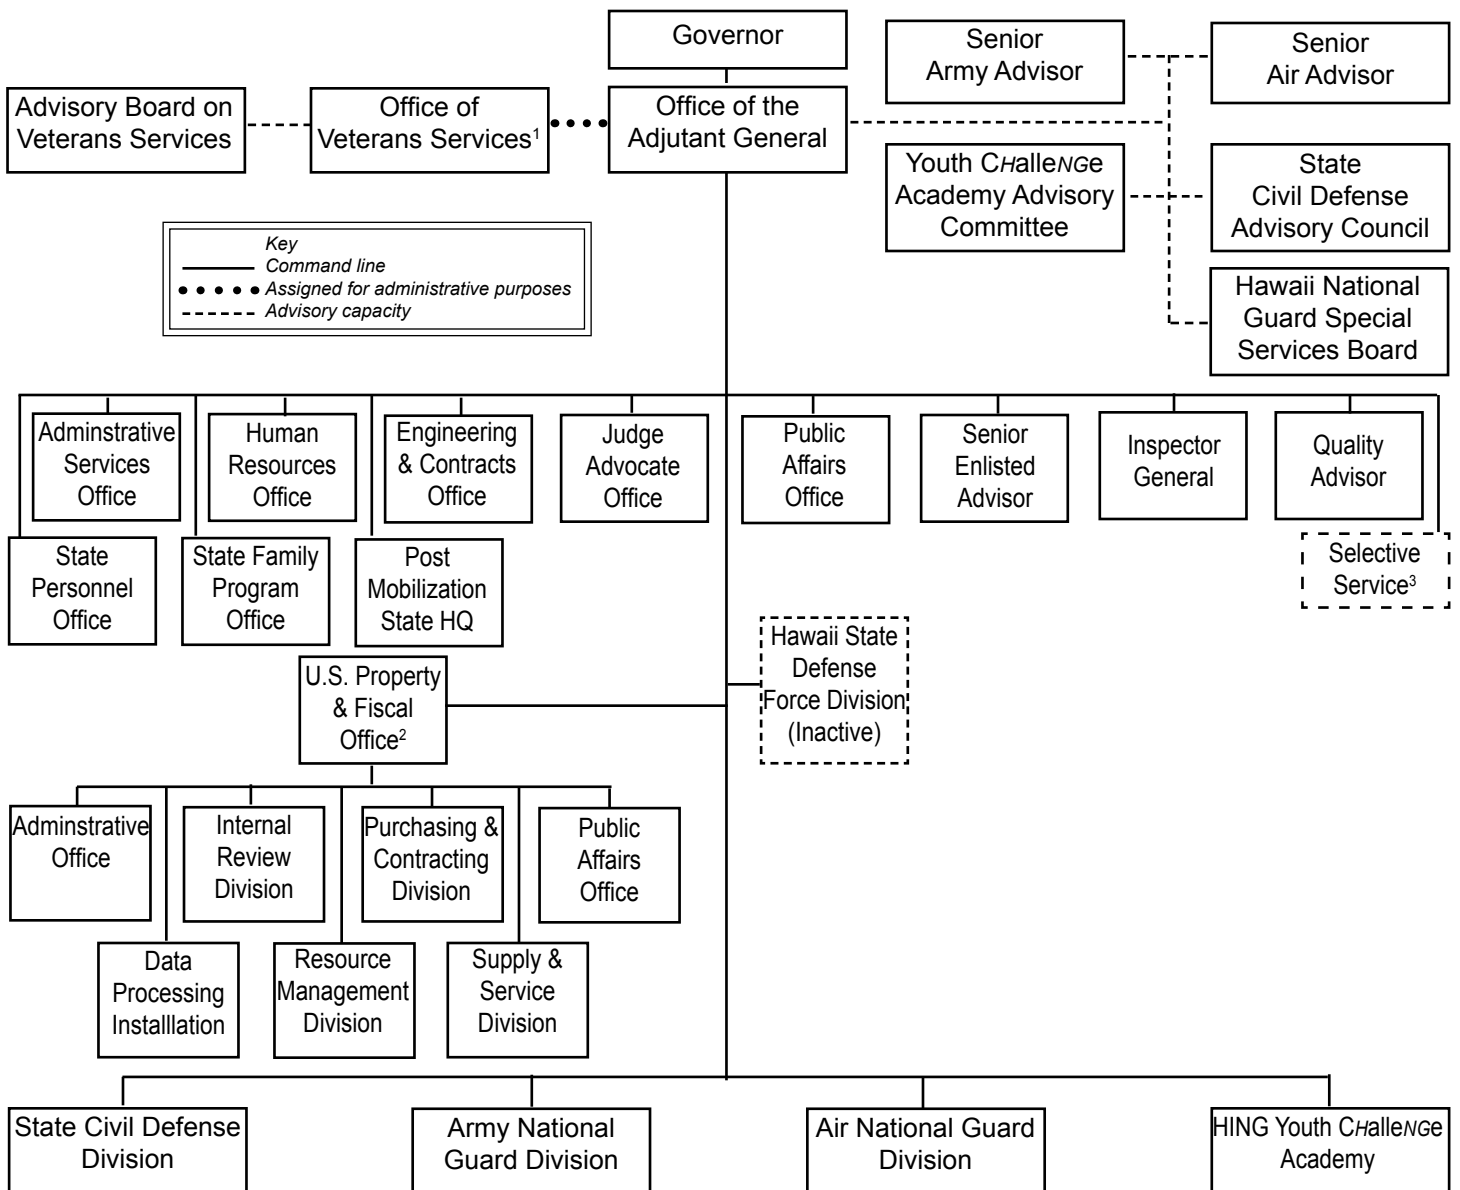 Governor
Senior
Army Advisor
Senior
Air Advisor
Advisory Board on
Veterans Services
Office of
Veterans Services¹
Office of the
Adjutant General
Youth CHalleNGe
Academy Advisory
Committee
State
Civil Defense
Advisory Council
Key
Command line
Assigned for administrative purposes
Advisory capacity
Hawaii National
Guard Special
Services Board
Adminstrative
Services
Office
Human
Resources
Office
Engineering
& Contracts
Office
Judge
Advocate
Office
Public
Affairs
Office
Senior
Enlisted
Advisor
Inspector
General
Quality
Advisor
State
Personnel
Office
State Family
Program
Office
Post
Mobilization
State HQ
Selective
Service³
Hawaii State
Defense
Force Division
(Inactive)
U.S. Property
& Fiscal
Office²
Adminstrative
Office
Internal
Review
Division
Purchasing &
Contracting
Division
Public
Affairs
Office
Data
Processing
Installlation
Resource
Management
Division
Supply &
Service
Division
State Civil Defense
Division
Army National
Guard Division
Air National Guard
Division
HING Youth CHalleNGe
Academy